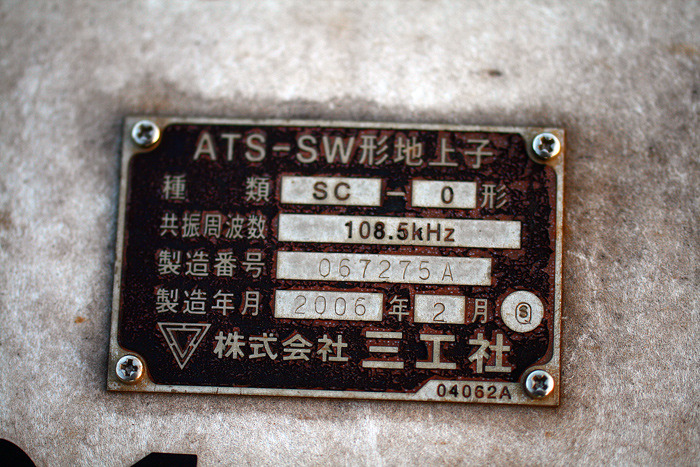 ATS-SW形地上子
種類 SC-0形
共振周波数 108.5kHz
製造番号 067275A
製造年月 2006年2月 Ⓢ
株式会社 三工社
04062A